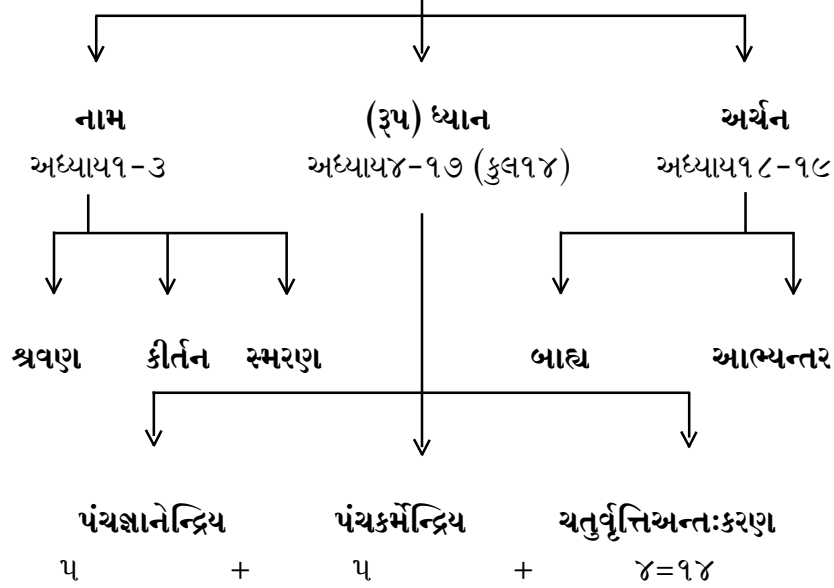 નામ (રૂપ) ધ્યાન અર્ચન
અધ્યાય૧-૩ અધ્યાય૪-૧૭ (કુલ૧૪) અધ્યાય૧૮-૧૯
શ્રવણ કીર્તન સ્મરણ બાહ્ય આભ્યન્તર
પંચજ્ઞાનેન્દ્રિય પંચકર્મેન્દ્રિય ચતુર્વૃત્તિઅન્તઃકરણ
૫ + ૫ + ૪=૧૪